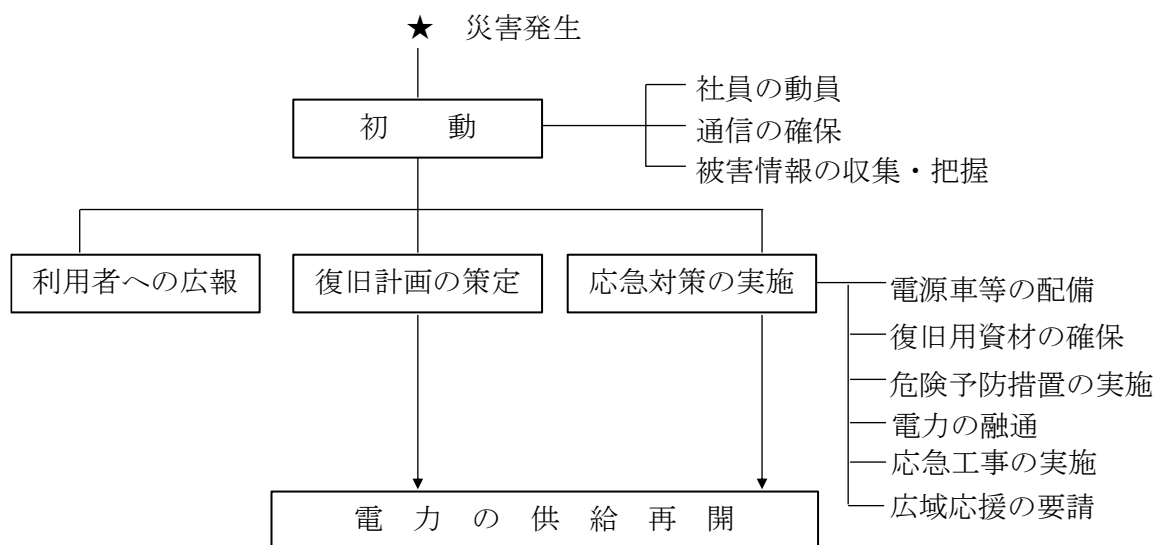 ★ 災害発生
初 動
社員の動員
通信の確保
被害情報の収集・把握
利用者への広報
復旧計画の策定
応急対策の実施
電源車等の配備
復旧用資材の確保
危険予防措置の実施
電力の融通
応急工事の実施
広域応援の要請
電 力 の 供 給 再 開